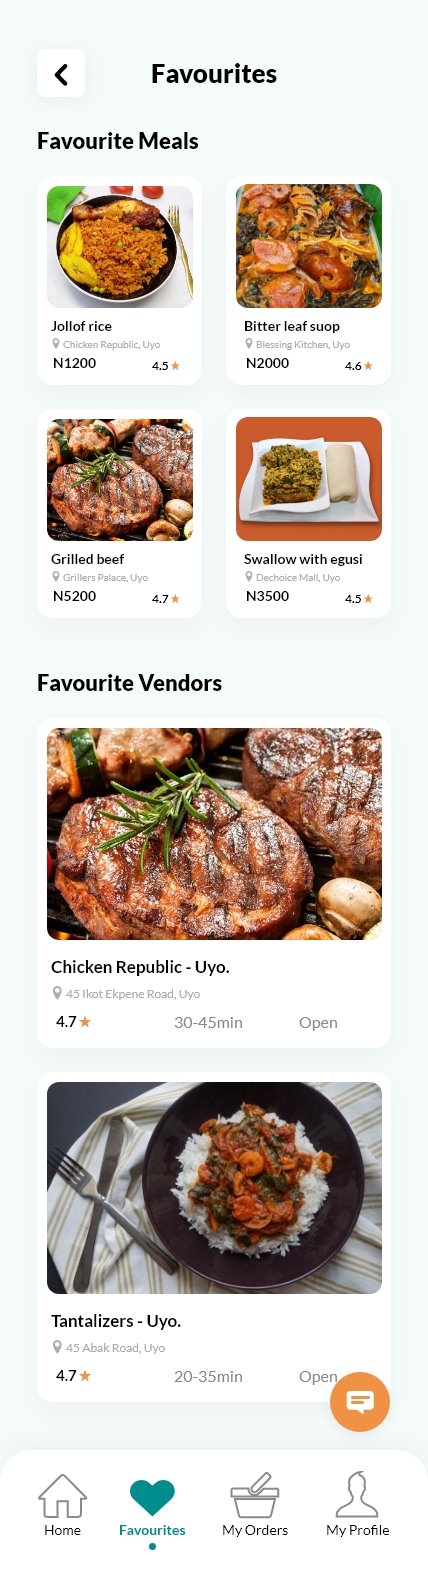 Favourites
Favourite Meals
Jollof rice
Chicken Republic, Uyo
N1200
4.5
Bitter leaf suop
Blessing Kitchen, Uyo
N2000
4.6
Grilled beef
Grillers Palace, Uyo
N5200
4.7
Swallow with egusi
Dechoice Mall, Uyo
N3500
4.5
Favourite Vendors
Chicken Republic - Uyo.
45 Ikot Ekpene Road, Uyo
4.7 30-45min Open
Tantalizers - Uyo.
45 Abak Road, Uyo
4.7 20-35min Open
Home Favourites My Orders My Profile